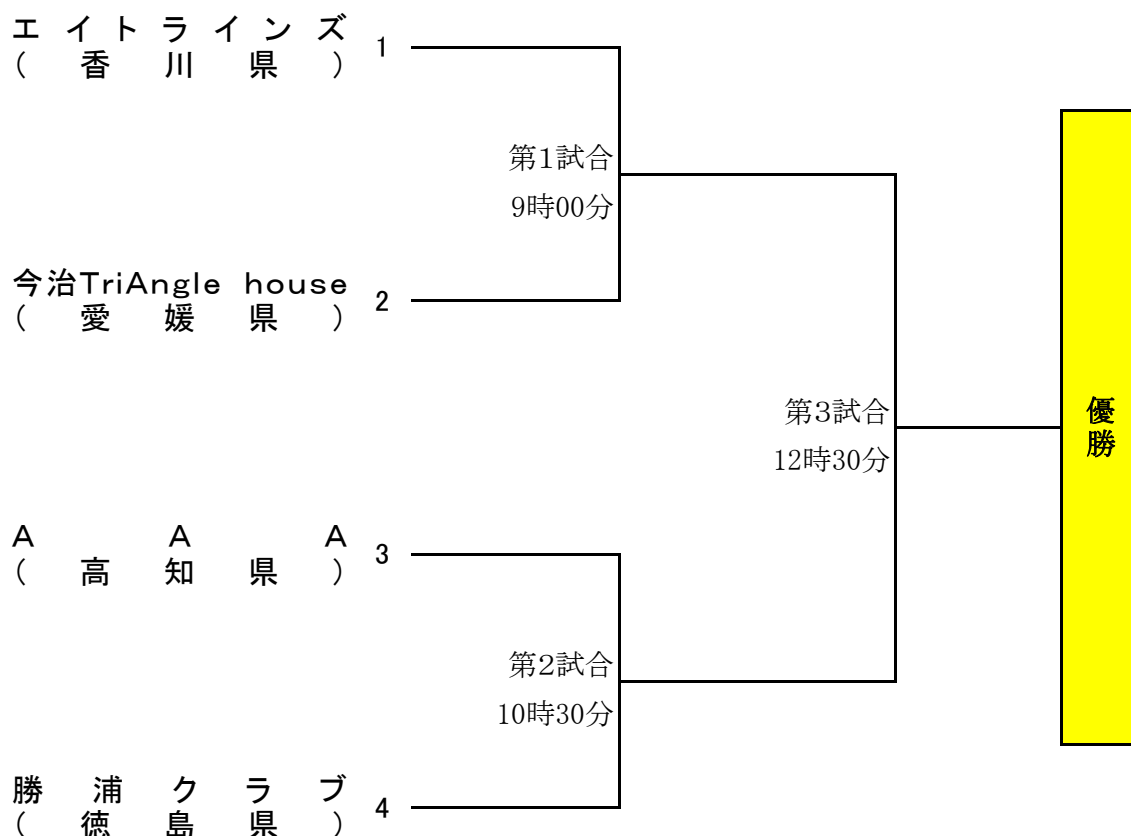 エイトラインズ
(香川県)
1
第1試合
9時00分
今治TriAngle house
(愛媛県)
2
第3試合
12時30分
優勝
AAA
(高知県)
3
第2試合
10時30分
勝浦クラブ
(徳島県)
4